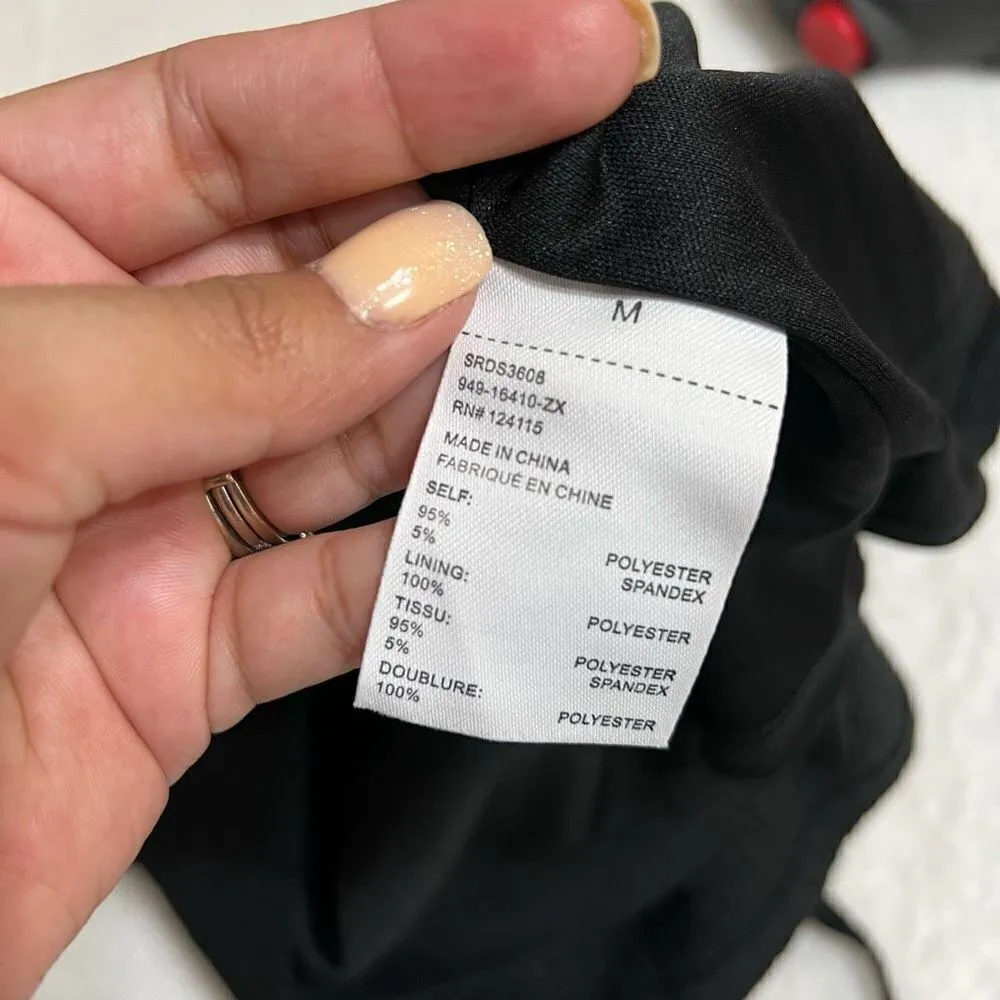 M
SRDS3608
949-16410-ZX
RN# 124115
MADE IN CHINA
FABRIQUÉ EN CHINE
SELF:
95% POLYESTER
5% SPANDEX
LINING:
100% POLYESTER
TISSU:
95% POLYESTER
5% SPANDEX
DOUBLURE:
100% POLYESTER